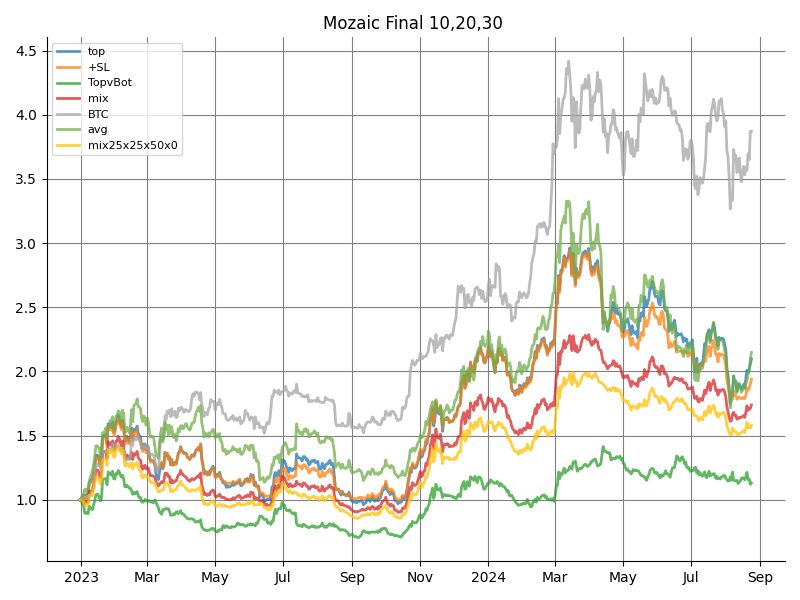 Mozaic Final 10,20,30
4.5
4.0
3.5
3.0
2.5
2.0
1.5
1.0
top
+SL
TopvBot
mix
BTC
avg
mix25x25x50x0
2023 Mar May Jul Sep Nov 2024 Mar May Jul Sep